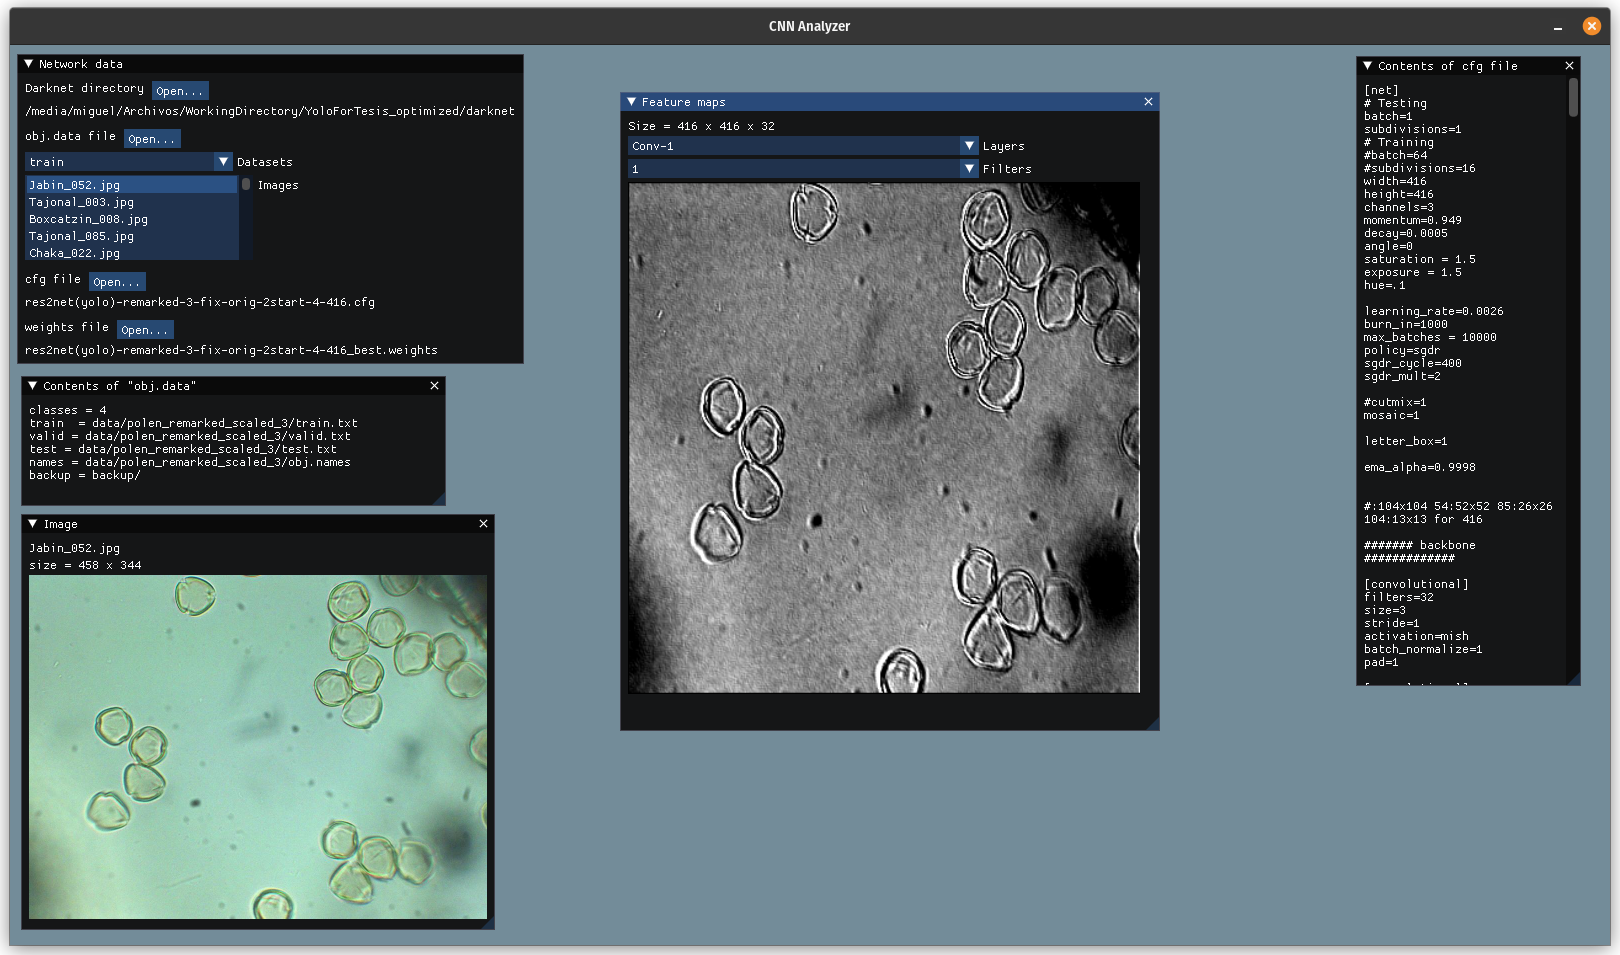 CNN Analyzer
Network data
Darknet directory Open...
/media/miguel/Archivos/WorkingDirectory/YoloForTesis_optimized/darknet
obj.data file Open...
train Datasets
Jabin_052.jpg Images
Tajonal_003.jpg
Boxcatzin_008.jpg
Tajonal_085.jpg
Chaka_022.jpg
cfg file Open...
res2net(yolo)-remarked-3-fix-orig-2start-4-416.cfg
weights file Open...
res2net(yolo)-remarked-3-fix-orig-2start-4-416_best.weights
Contents of "obj.data"
classes = 4
train  = data/polen_remarked_scaled_3/train.txt
valid = data/polen_remarked_scaled_3/valid.txt
test = data/polen_remarked_scaled_3/test.txt
names = data/polen_remarked_scaled_3/obj.names
backup = backup/
Image
Jabin_052.jpg
size = 458 x 344
Feature maps
Size = 416 x 416 x 32
Conv-1 Layers
1 Filters
Contents of cfg file
[net]
# Testing
batch=1
subdivisions=1
# Training
#batch=64
#subdivisions=16
width=416
height=416
channels=3
momentum=0.949
decay=0.0005
angle=0
saturation = 1.5
exposure = 1.5
hue=.1
learning_rate=0.0026
burn_in=1000
max_batches = 10000
policy=sgdr
sgdr_cycle=400
sgdr_mult=2
#cutmix=1
mosaic=1
letter_box=1
ema_alpha=0.9998
#:104x104 54:52x52 85:26x26
104:13x13 for 416
####### backbone
#############
[convolutional]
filters=32
size=3
stride=1
activation=mish
batch_normalize=1
pad=1